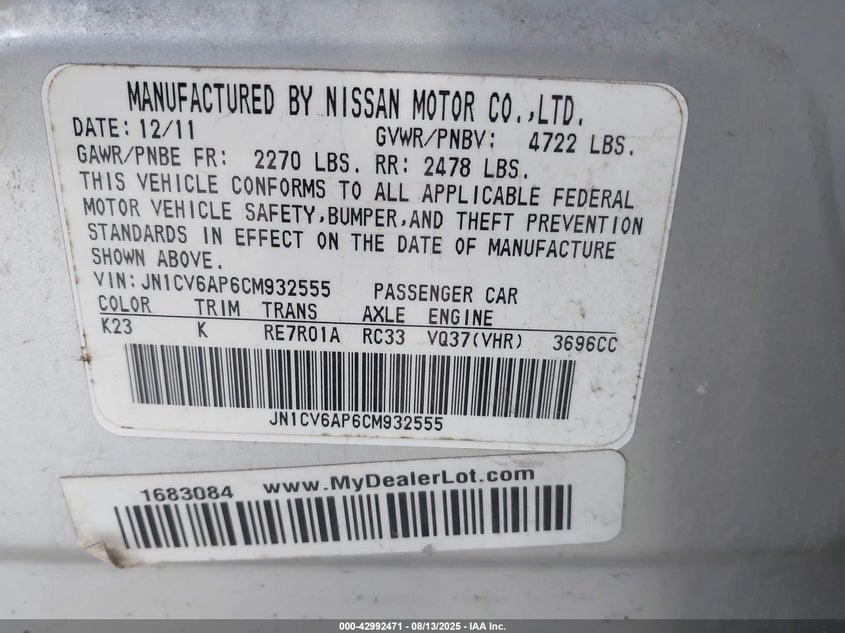 MANUFACTURED BY NISSAN MOTOR CO.,LTD.
DATE: 12/11 GVWR/PNBV: 4722 LBS.
GAWR/PNBE FR: 2270 LBS. RR: 2478 LBS.
THIS VEHICLE CONFORMS TO ALL APPLICABLE FEDERAL
MOTOR VEHICLE SAFETY,BUMPER,AND THEFT PREVENTION
STANDARDS IN EFFECT ON THE DATE OF MANUFACTURE
SHOWN ABOVE.
VIN: JN1CV6AP6CM932555 PASSENGER CAR
COLOR TRIM TRANS AXLE ENGINE
K23 K RE7R01A RC33 VQ37(VHR) 3696CC
JN1CV6AP6CM932555
1683084 www.MyDealerLot.com
000-42992471 - 08/13/2025 - IAA Inc.